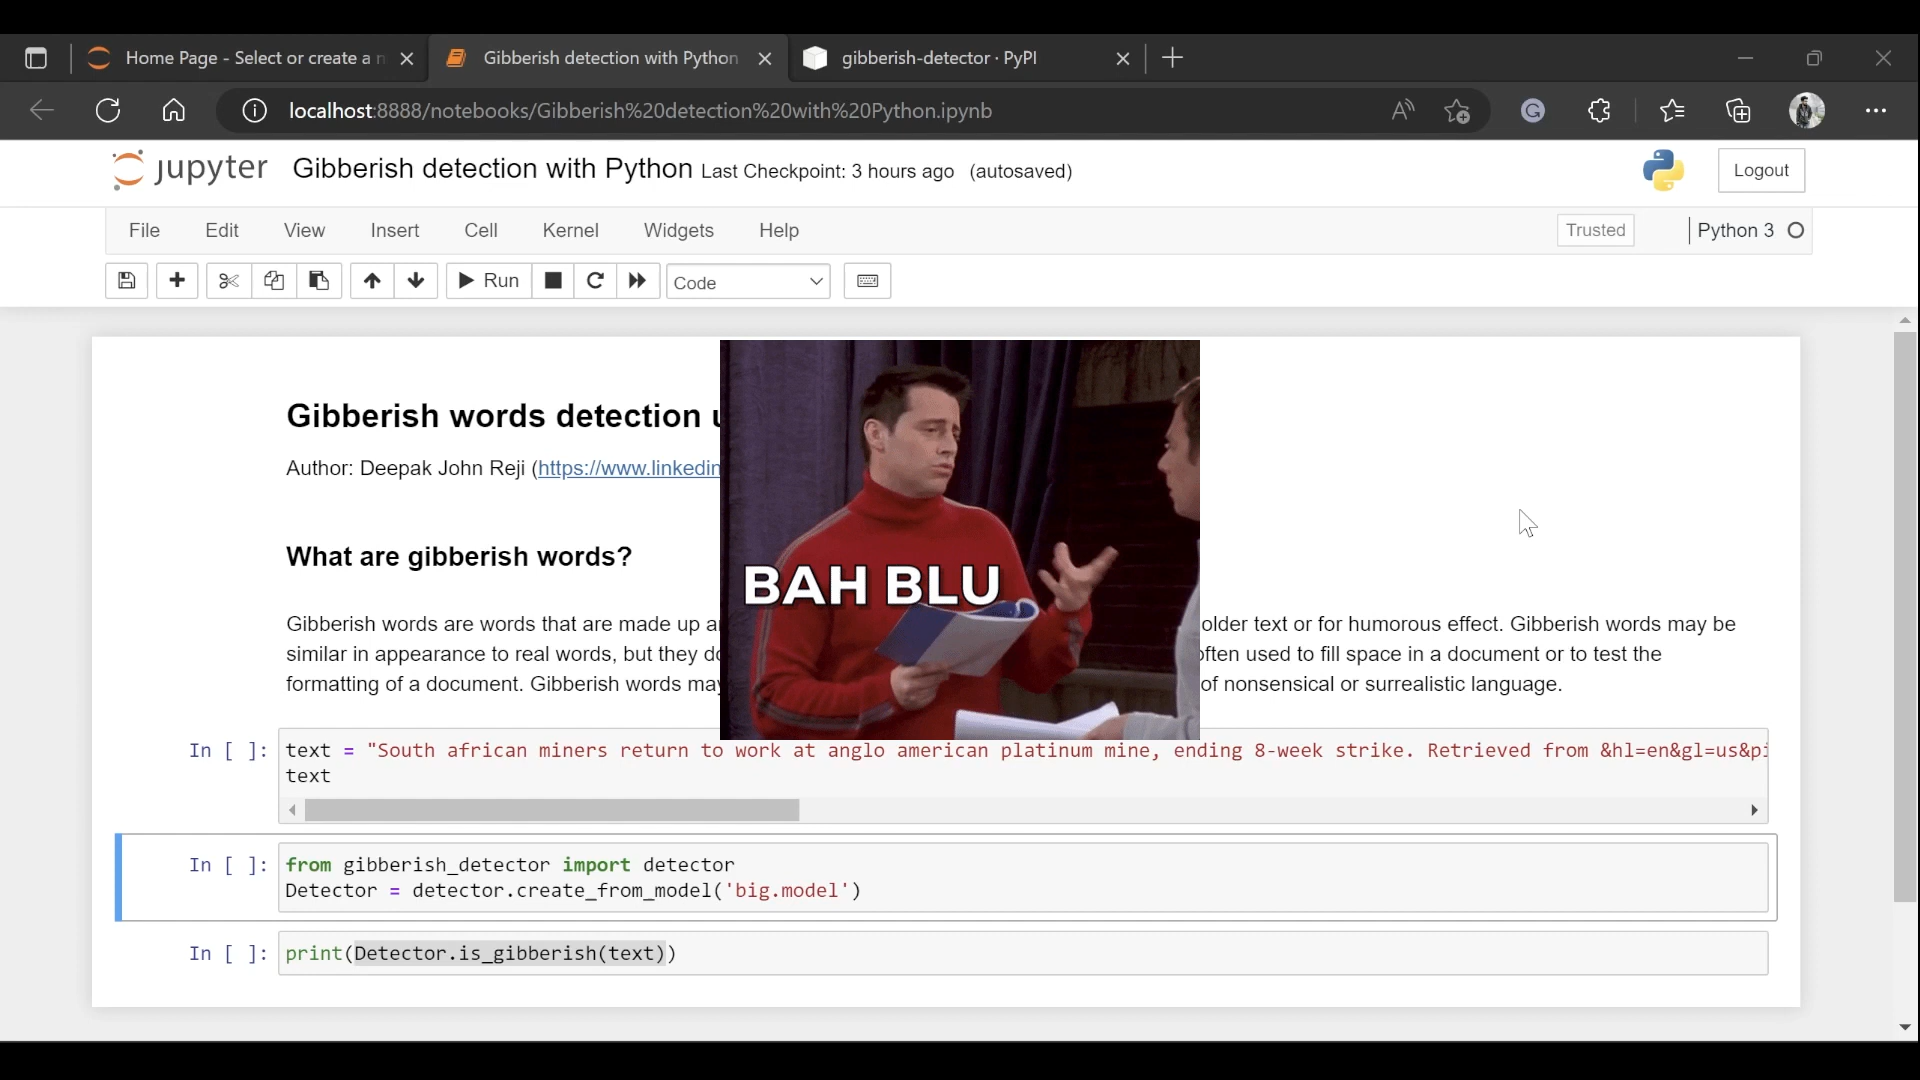 Home Page - Select or create a n
Gibberish detection with Python
gibberish-detector · PyPI
localhost:8888/notebooks/Gibberish%20detection%20with%20Python.ipynb
jupyter Gibberish detection with Python Last Checkpoint: 3 hours ago (autosaved)
Logout
File Edit View Insert Cell Kernel Widgets Help
Trusted
Python 3
Run
Code
Gibberish words detection
Author: Deepak John Reji (https://www.linkedin
BAH BLU
What are gibberish words?
Gibberish words are words that are made up older text or for humorous effect. Gibberish words may be
similar in appearance to real words, but they often used to fill space in a document or to test the
formatting of a document. Gibberish words may of nonsensical or surrealistic language.
In [ ]: text = "South african miners return to work at anglo american platinum mine, ending 8-week strike. Retrieved from &hl=en&gl=us&pi
text
In [ ]: from gibberish_detector import detector
Detector = detector.create_from_model('big.model')
In [ ]: print(Detector.is_gibberish(text))